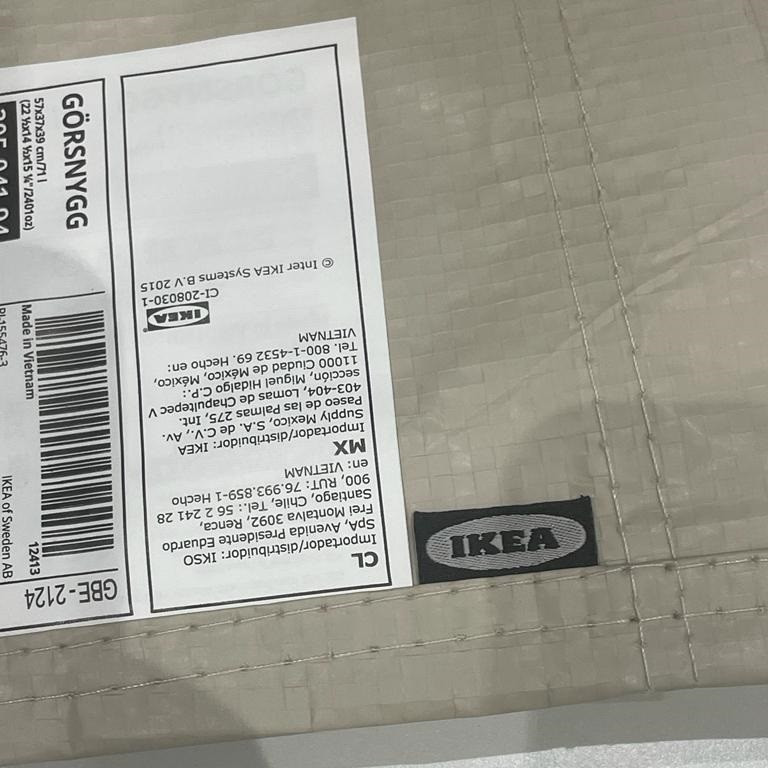 GÖRSNYGG
57x37x39 cm/71 l
(22 ½x14 ½x15 ¼"/2401oz)
Made in Vietnam
PI-155476-3
IKEA of Sweden AB
12413
GBE-2124
CL
Importador/distribuidor: IKSO
SPA, Avenida Presidente Eduardo
Frei Montalva 3092, Renca,
Santiago, Chile, Tel.: 56 2 241 28
900, RUT: 76.993.859-1 Hecho
en: VIETNAM
MX
Importador/distribuidor: IKEA
Supply Mexico, S.A. de C.V., Av.
Paseo de las Palmas 275, Int.
403-404, Lomas de Chapultepec V
sección, Miguel Hidalgo C.P.:
11000 Ciudad de México, México,
Tel. 800-1-4532 69. Hecho en:
VIETNAM
IKEA
CI-208030-1
© Inter IKEA Systems B.V 2015
IKEA